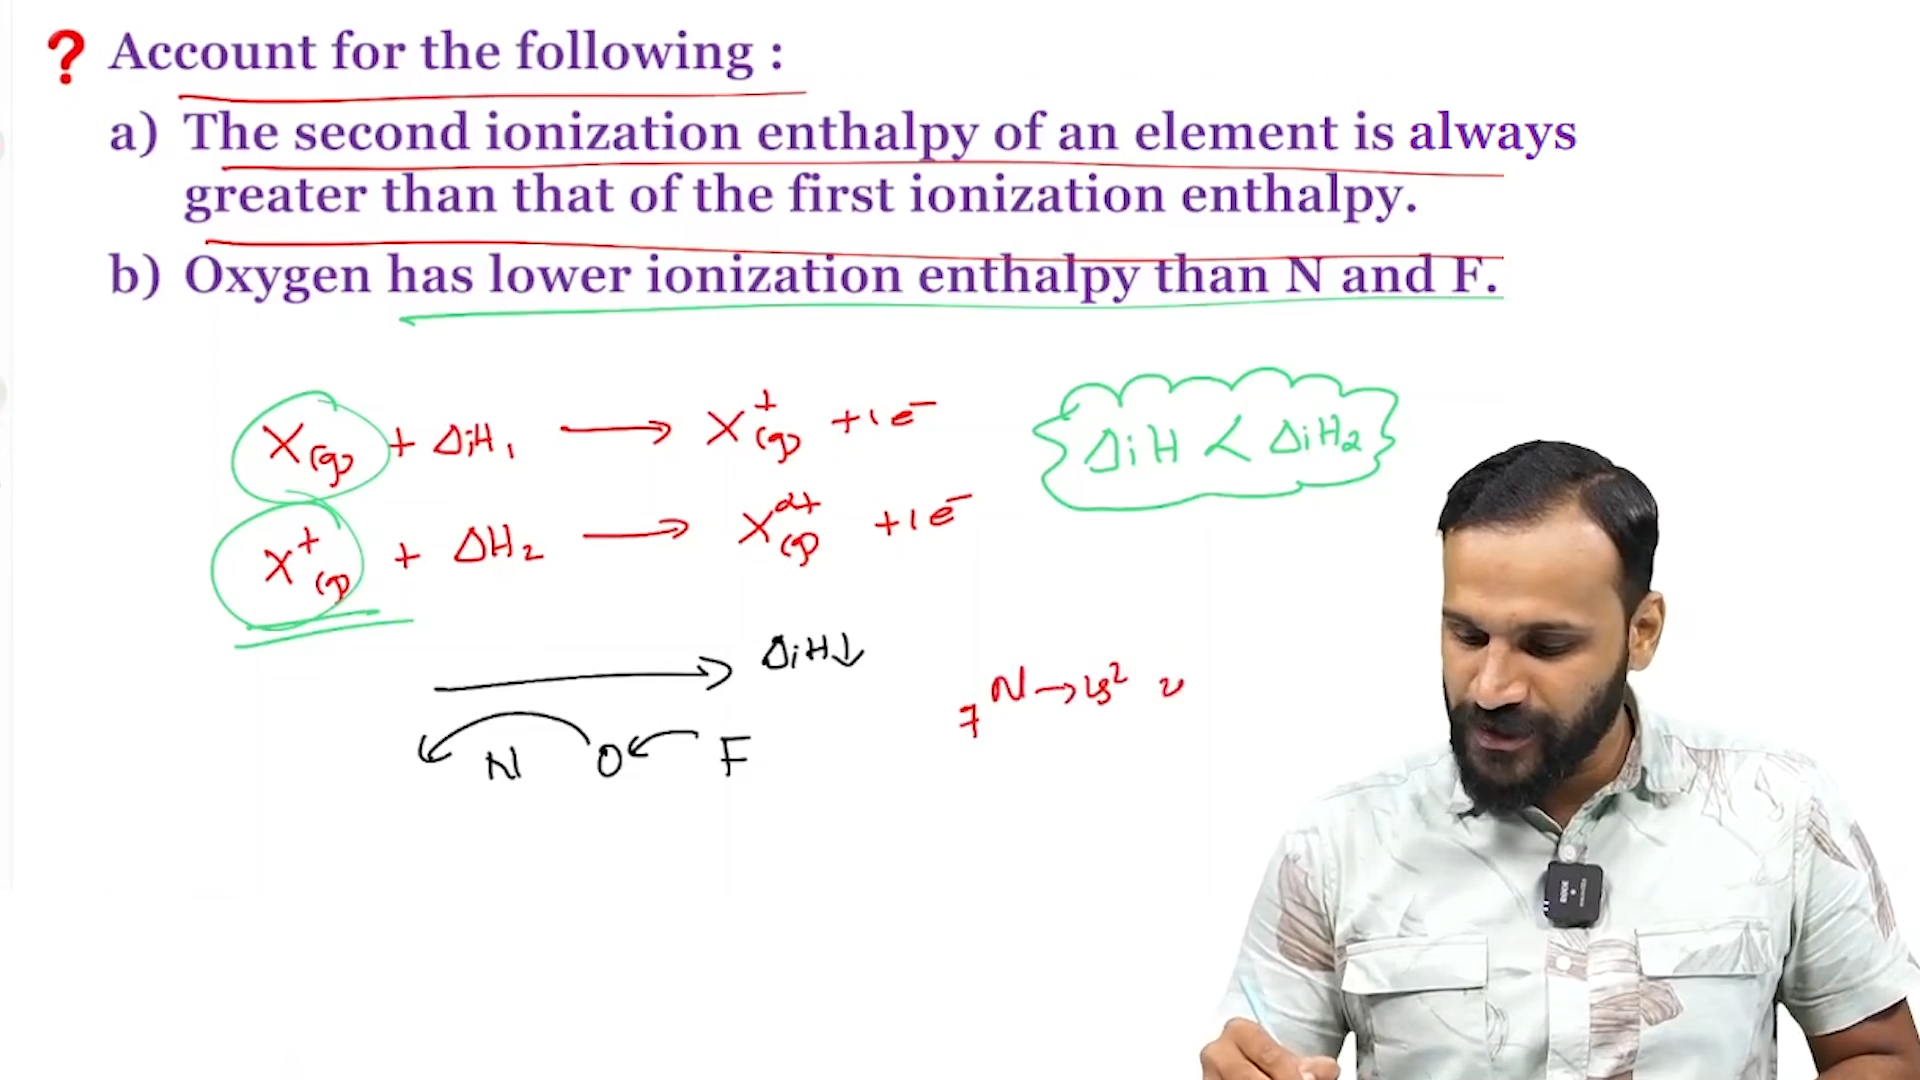 ❓ Account for the following :
a) The second ionization enthalpy of an element is always
greater than that of the first ionization enthalpy.
b) Oxygen has lower ionization enthalpy than N and F.
X(g) + ΔiH₁ ⟶ X⁺(g) + 1e⁻
ΔiH < ΔiH₂
X⁺(g) + ΔH₂ ⟶ X²⁺(g) + 1e⁻
ΔiH↓
₇N → 1s² 2
N O F
RODE